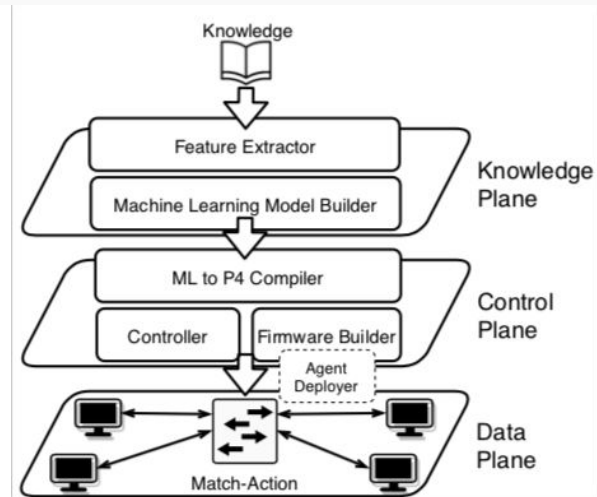 Knowledge
Feature Extractor
Machine Learning Model Builder
Knowledge
Plane
ML to P4 Compiler
Controller
Firmware Builder
Control
Plane
Agent
Deployer
Match-Action
Data
Plane